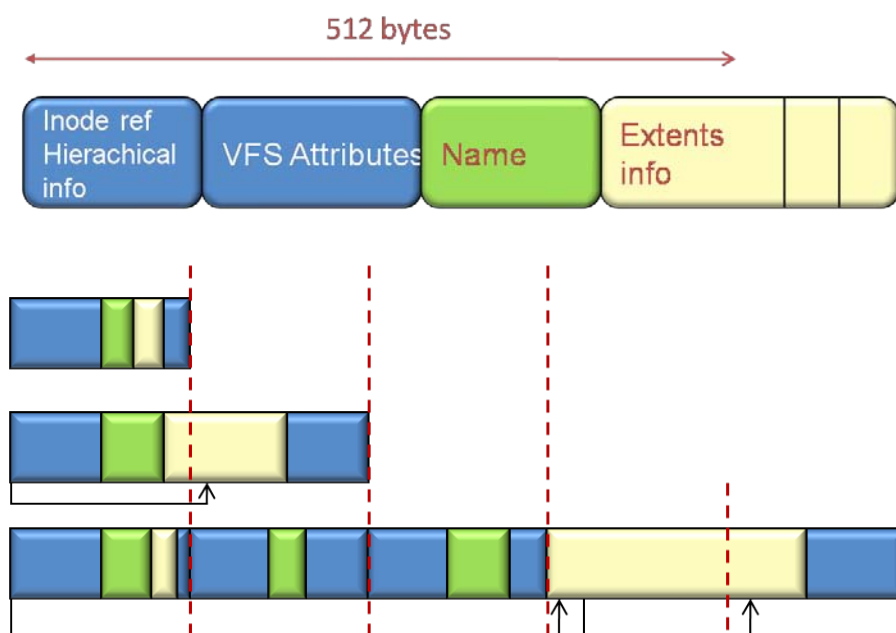 512 bytes
Inode ref
Hierachical
info
VFS Attributes
Name
Extents
info